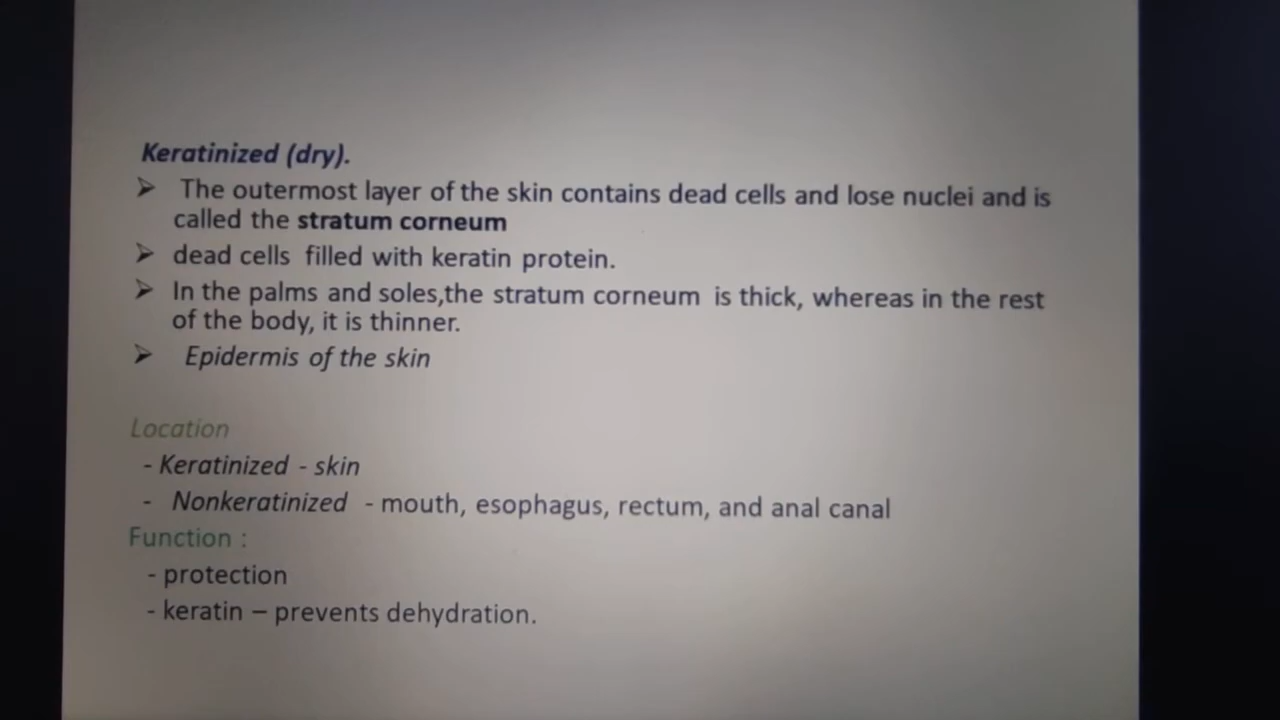 Keratinized (dry).
➢ The outermost layer of the skin contains dead cells and lose nuclei and is
called the stratum corneum
➢ dead cells filled with keratin protein.
➢ In the palms and soles,the stratum corneum is thick, whereas in the rest
of the body, it is thinner.
➢ Epidermis of the skin
Location
- Keratinized - skin
- Nonkeratinized - mouth, esophagus, rectum, and anal canal
Function :
- protection
- keratin – prevents dehydration.